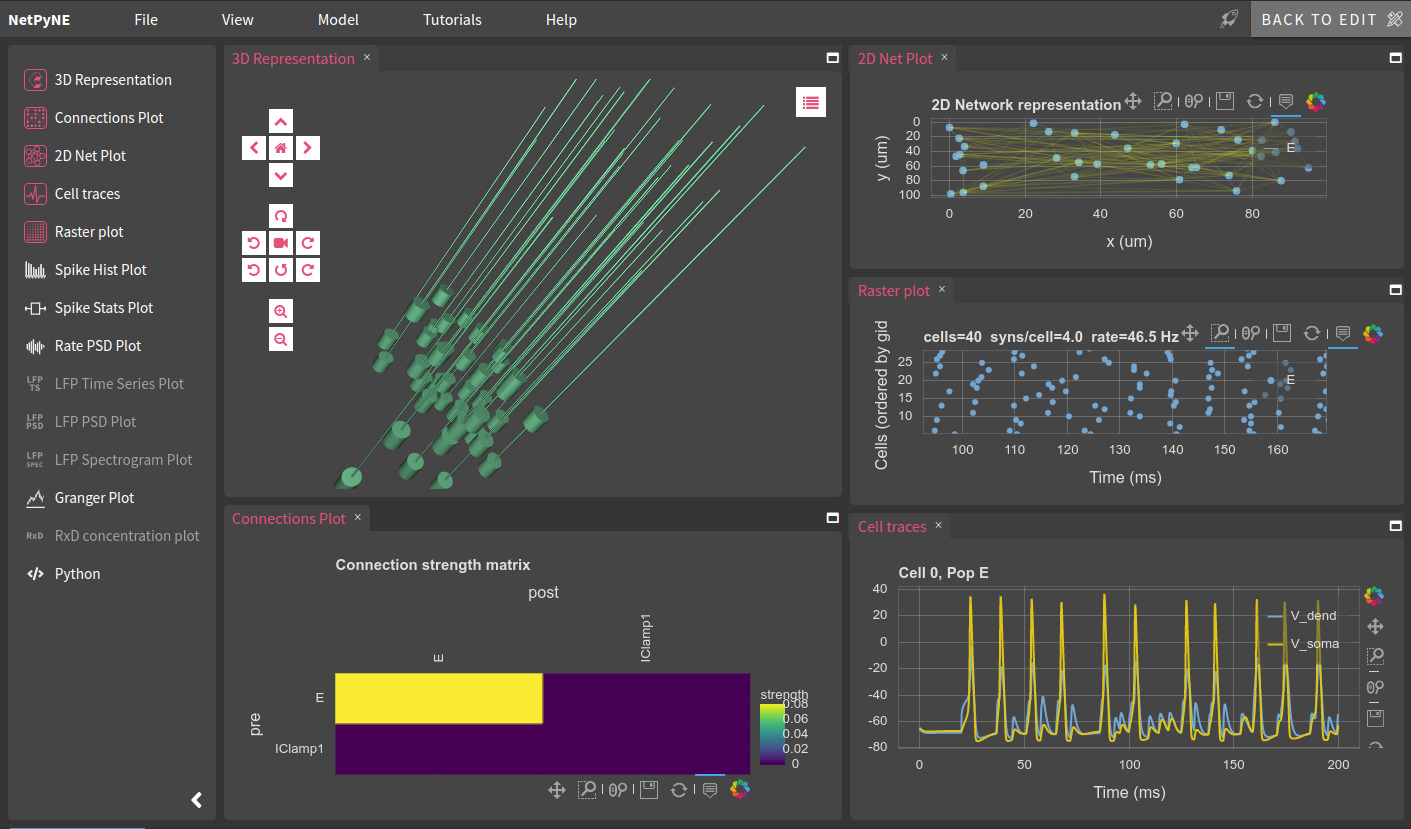 NetPyNE File View Model Tutorials Help BACK TO EDIT
3D Representation
Connections Plot
2D Net Plot
Cell traces
Raster plot
Spike Hist Plot
Spike Stats Plot
Rate PSD Plot
LFP TS LFP Time Series Plot
LFP PSD LFP PSD Plot
LFP SPEC LFP Spectrogram Plot
Granger Plot
RxD RxD concentration plot
Python
3D Representation ×
Connections Plot ×
Connection strength matrix
post
E IClamp1
pre
E
IClamp1
strength
0.08
0.06
0.04
0.02
0
2D Net Plot ×
2D Network representation
y (um)
0
20
40
60
80
100
E
0 20 40 60 80
x (um)
Raster plot ×
cells=40 syns/cell=4.0 rate=46.5 Hz
Cells (ordered by gid
25
20
15
10
E
100 110 120 130 140 150 160
Time (ms)
Cell traces ×
Cell 0, Pop E
40
20
0
-20
-40
-60
-80
V_dend
V_soma
0 50 100 150 200
Time (ms)